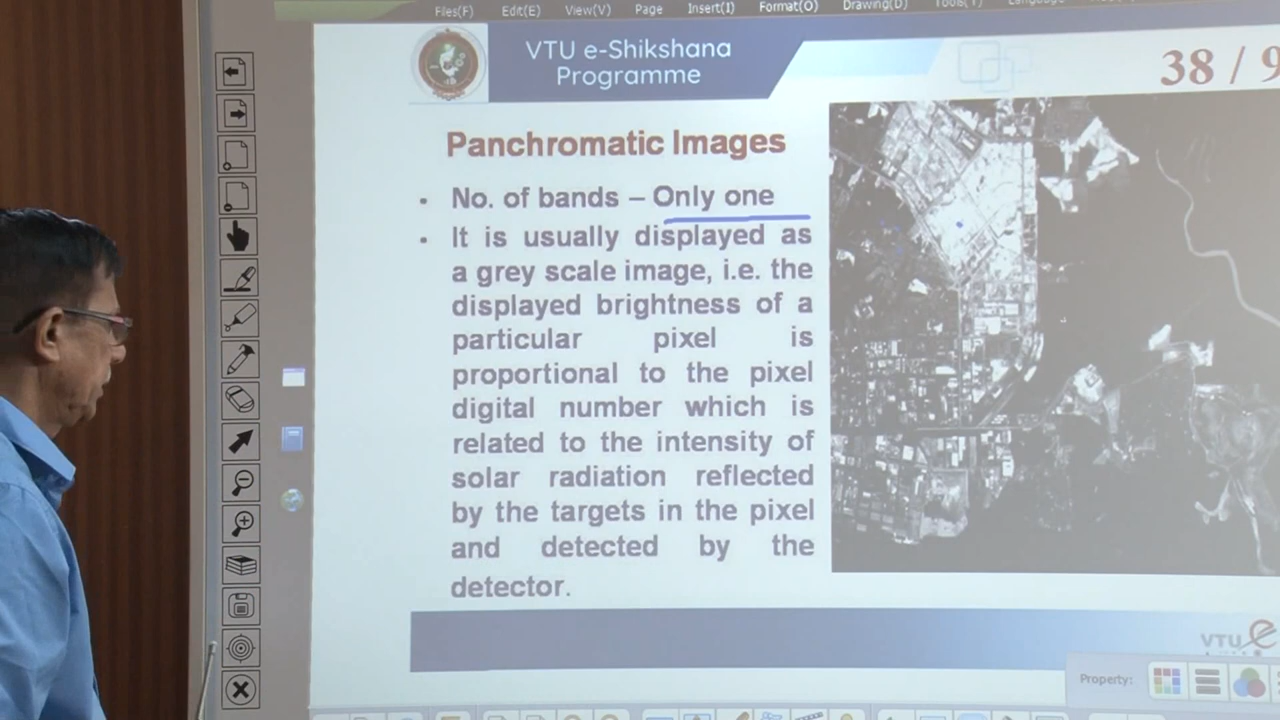 Files(F) Edit(E) View(V) Page Insert(I) Format(O) Drawing(D) Tools(T)
VTU e-Shikshana
Programme
38 / 9
Panchromatic Images
• No. of bands – Only one
• It is usually displayed as
a grey scale image, i.e. the
displayed brightness of a
particular pixel is
proportional to the pixel
digital number which is
related to the intensity of
solar radiation reflected
by the targets in the pixel
and detected by the
detector.
VTU e
Property: